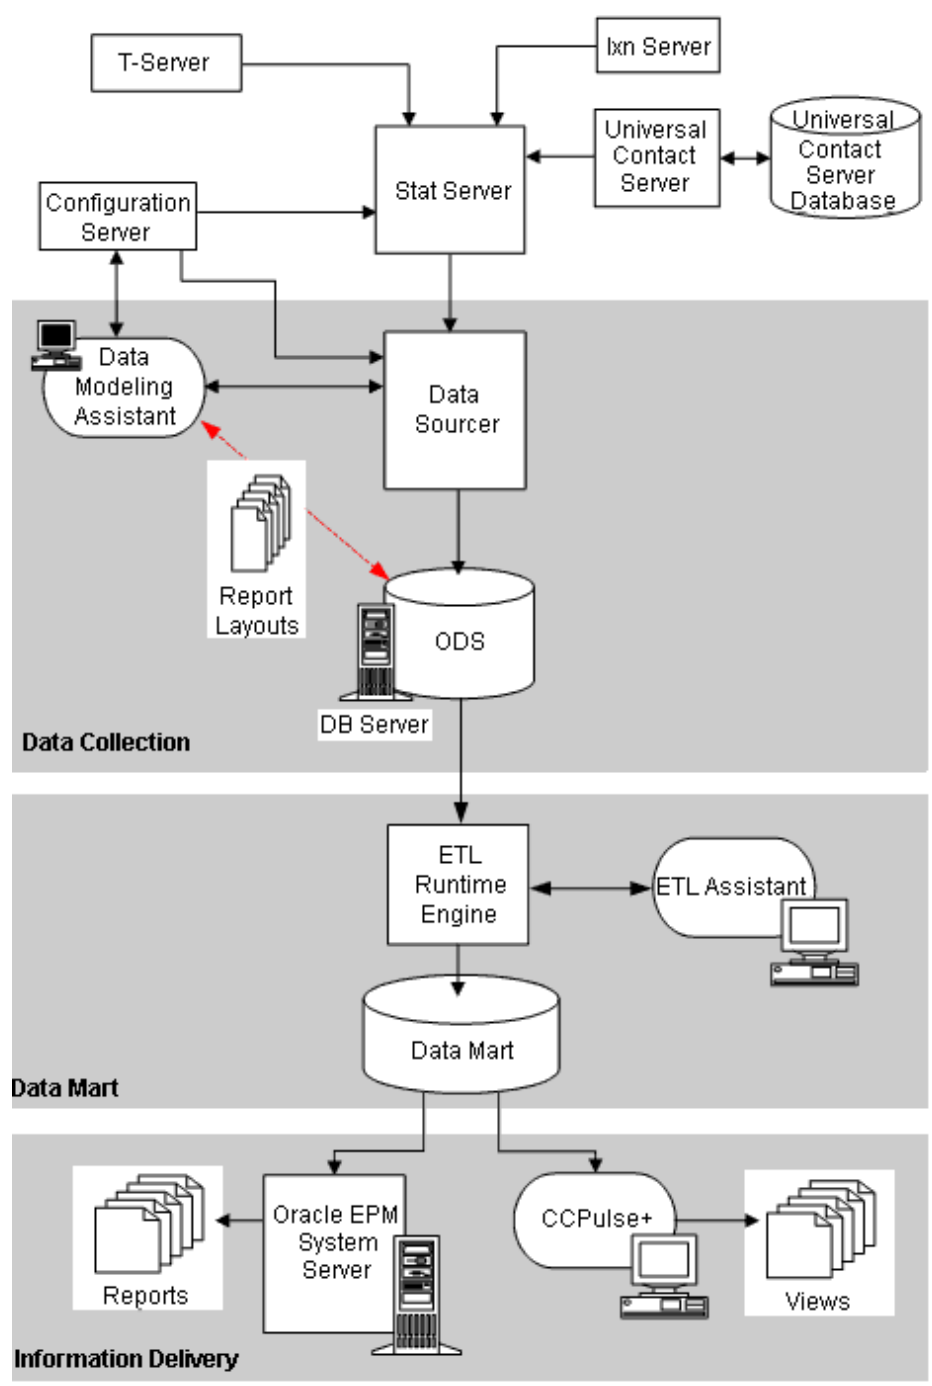 T-Server
Ixn Server
Stat Server
Universal
Contact
Server
Universal
Contact
Server
Database
Configuration
Server
Data
Modeling
Assistant
Data
Sourcer
Report
Layouts
ODS
DB Server
Data Collection
ETL
Runtime
Engine
ETL Assistant
Data Mart
Data Mart
Oracle EPM
System
Server
Reports
CCPulse+
Views
Information Delivery